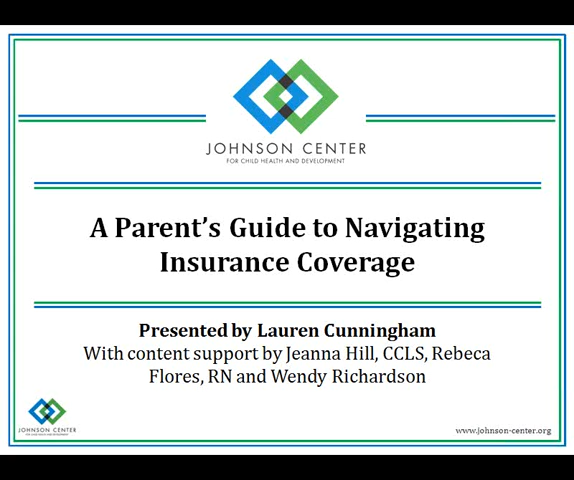 JOHNSON CENTER
FOR CHILD HEALTH AND DEVELOPMENT
A Parent's Guide to Navigating
Insurance Coverage
Presented by Lauren Cunningham
With content support by Jeanna Hill, CCLS, Rebeca
Flores, RN and Wendy Richardson
JOHNSON CENTER
www.johnson-center.org